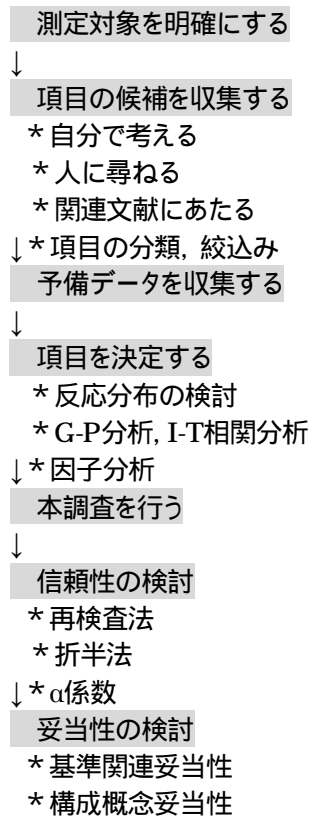 測定対象を明確にする
↓
項目の候補を収集する
＊自分で考える
＊人に尋ねる
＊関連文献にあたる
↓＊項目の分類, 絞込み
予備データを収集する
↓
項目を決定する
＊反応分布の検討
＊G-P分析, I-T相関分析
↓＊因子分析
本調査を行う
↓
信頼性の検討
＊再検査法
＊折半法
↓＊α係数
妥当性の検討
＊基準関連妥当性
＊構成概念妥当性